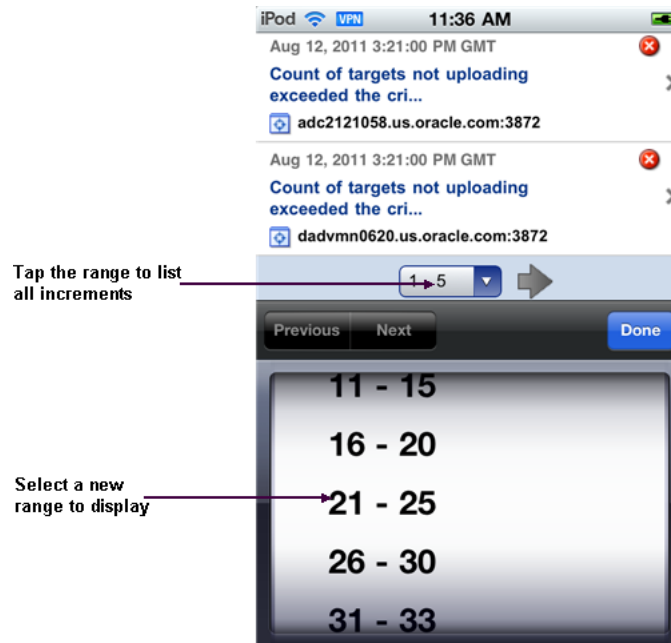 iPod VPN 11:36 AM
Aug 12, 2011 3:21:00 PM GMT
Count of targets not uploading
exceeded the cri...
adc2121058.us.oracle.com:3872
Aug 12, 2011 3:21:00 PM GMT
Count of targets not uploading
exceeded the cri...
dadvmn0620.us.oracle.com:3872
Tap the range to list
all increments
1 - 5
Previous Next Done
11 - 15
16 - 20
Select a new
range to display
21 - 25
26 - 30
31 - 33